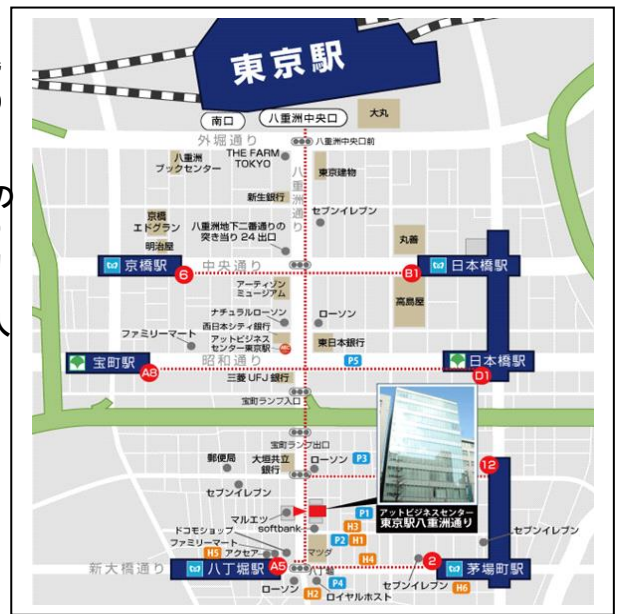 の
人
東京駅
南口
八重洲中央口
大丸
外堀通り
八重洲中央口前
八重洲
ブックセンター
THE FARM
TOKYO
八重洲通り
東京建物
新生銀行
セブンイレブン
京橋
エドグラン
明治屋
八重洲地下二番通りの
突き当り 24 出口
丸善
京橋駅
6
中央通り
B1
日本橋駅
アーティゾン
ミュージアム
高島屋
ナチュラルローソン
ローソン
西日本シティ銀行
ファミリーマート
アットビジネス
センター東京駅
東日本銀行
昭和通り
P5
宝町駅
A8
日本橋駅
D1
三菱 UFJ 銀行
宝町ランプ入口
宝町ランプ出口
郵便局
大垣共立
銀行
ローソン
P3
12
セブンイレブン
アットビジネスセンター
東京駅八重洲通り
マルエツ
P1
softbank
H3
ドコモショップ
P2
H1
セブンイレブン
ファミリーマート
H5
アクセア
マツダ
H4
新大橋通り
八丁堀駅
A5
八丁堀
2
茅場町駅
ローソン
H2
P4
ロイヤルホスト
セブンイレブン
H6